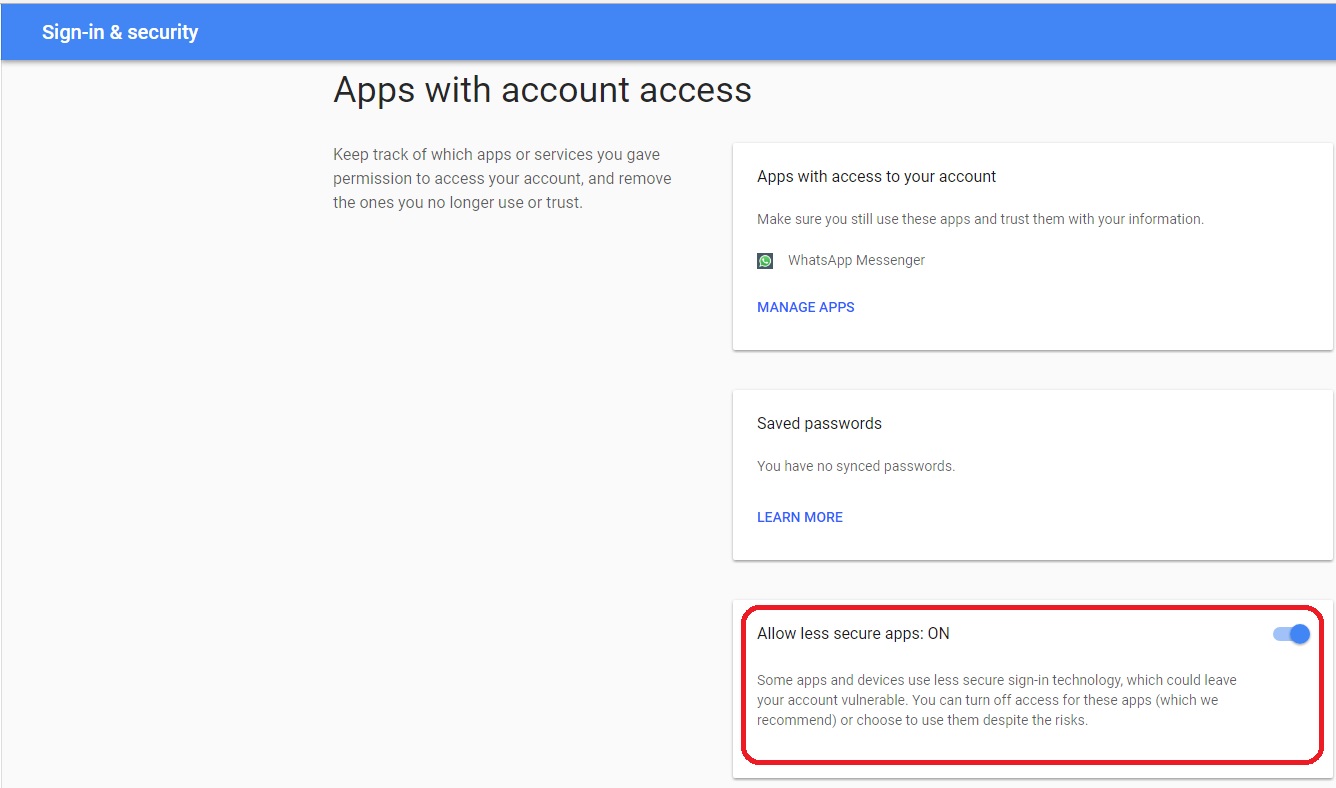 Sign-in & security
Apps with account access
Keep track of which apps or services you gave
permission to access your account, and remove
the ones you no longer use or trust.
Apps with access to your account
Make sure you still use these apps and trust them with your information.
WhatsApp Messenger
MANAGE APPS
Saved passwords
You have no synced passwords.
LEARN MORE
Allow less secure apps: ON
Some apps and devices use less secure sign-in technology, which could leave
your account vulnerable. You can turn off access for these apps (which we
recommend) or choose to use them despite the risks.